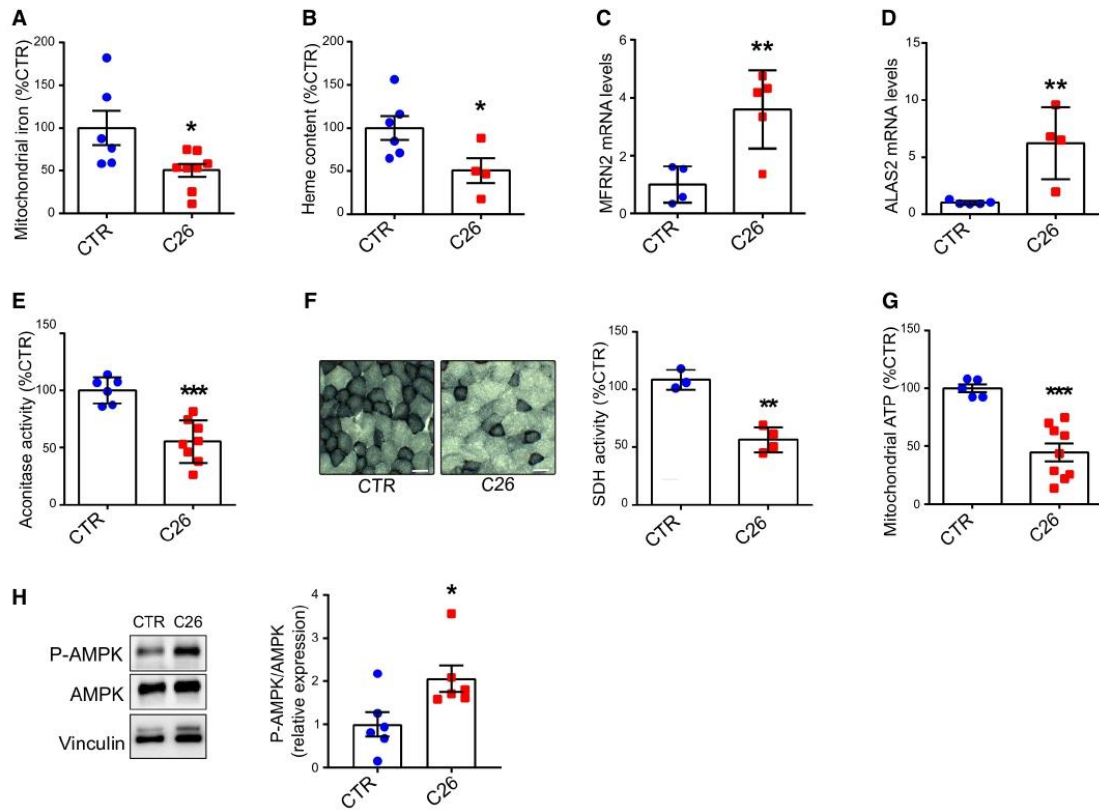 A
Mitochondrial iron (%CTR)
200
150
100
50
0
*
CTR
C26
B
Heme content (%CTR)
200
150
100
50
0
*
CTR
C26
C
MFRN2 mRNA levels
6
4
2
0
**
CTR
C26
D
ALAS2 mRNA levels
15
10
5
0
**
CTR
C26
E
Aconitase activity (%CTR)
150
100
50
0
***
CTR
C26
F
CTR
C26
SDH activity (%CTR)
150
100
50
0
**
CTR
C26
G
Mitochondrial ATP (%CTR)
150
100
50
0
***
CTR
C26
H
CTR C26
P-AMPK
AMPK
Vinculin
P-AMPK/AMPK
(relative expression)
4
3
2
1
0
*
CTR
C26